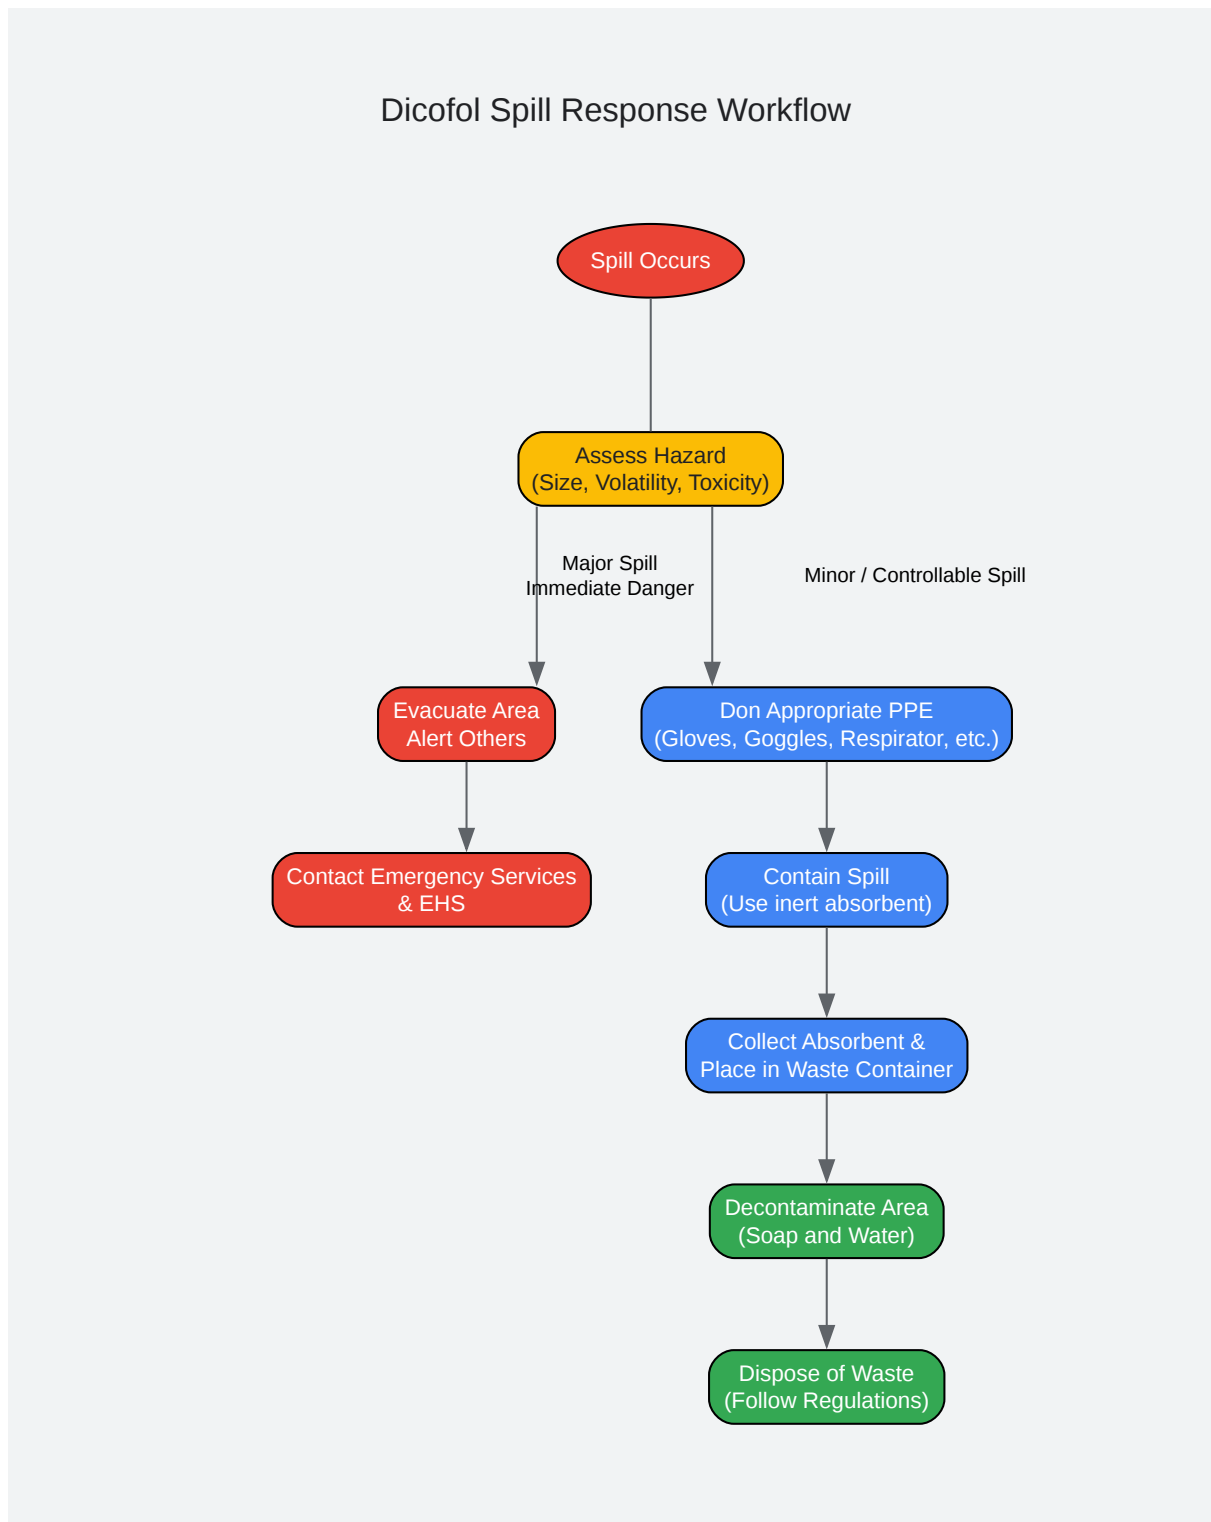 Dicofol Spill Response Workflow
Spill Occurs
Assess Hazard
(Size, Volatility, Toxicity)
Major Spill
Immediate Danger
Minor / Controllable Spill
Evacuate Area
Alert Others
Don Appropriate PPE
(Gloves, Goggles, Respirator, etc.)
Contact Emergency Services
& EHS
Contain Spill
(Use inert absorbent)
Collect Absorbent &
Place in Waste Container
Decontaminate Area
(Soap and Water)
Dispose of Waste
(Follow Regulations)